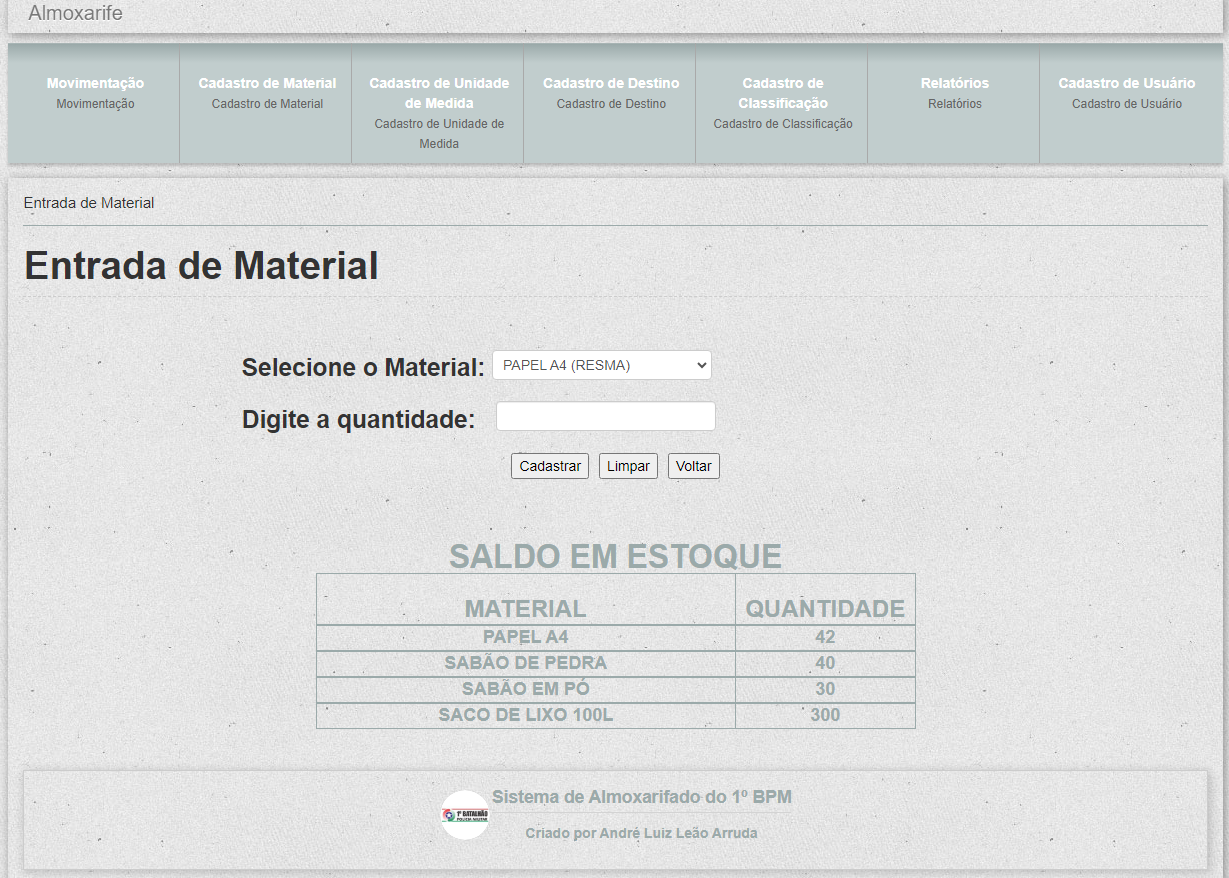 Almoxarife
Movimentação
Movimentação
Cadastro de Material
Cadastro de Material
Cadastro de Unidade
de Medida
Cadastro de Unidade de
Medida
Cadastro de Destino
Cadastro de Destino
Cadastro de
Classificação
Cadastro de Classificação
Relatórios
Relatórios
Cadastro de Usuário
Cadastro de Usuário
Entrada de Material
Entrada de Material
Selecione o Material: PAPEL A4 (RESMA)
Digite a quantidade:
Cadastrar Limpar Voltar
SALDO EM ESTOQUE
MATERIAL QUANTIDADE
PAPEL A4 42
SABÃO DE PEDRA 40
SABÃO EM PÓ 30
SACO DE LIXO 100L 300
Sistema de Almoxarifado do 1º BPM
1º BATALHÃO
POLÍCIA MILITAR
Criado por André Luiz Leão Arruda